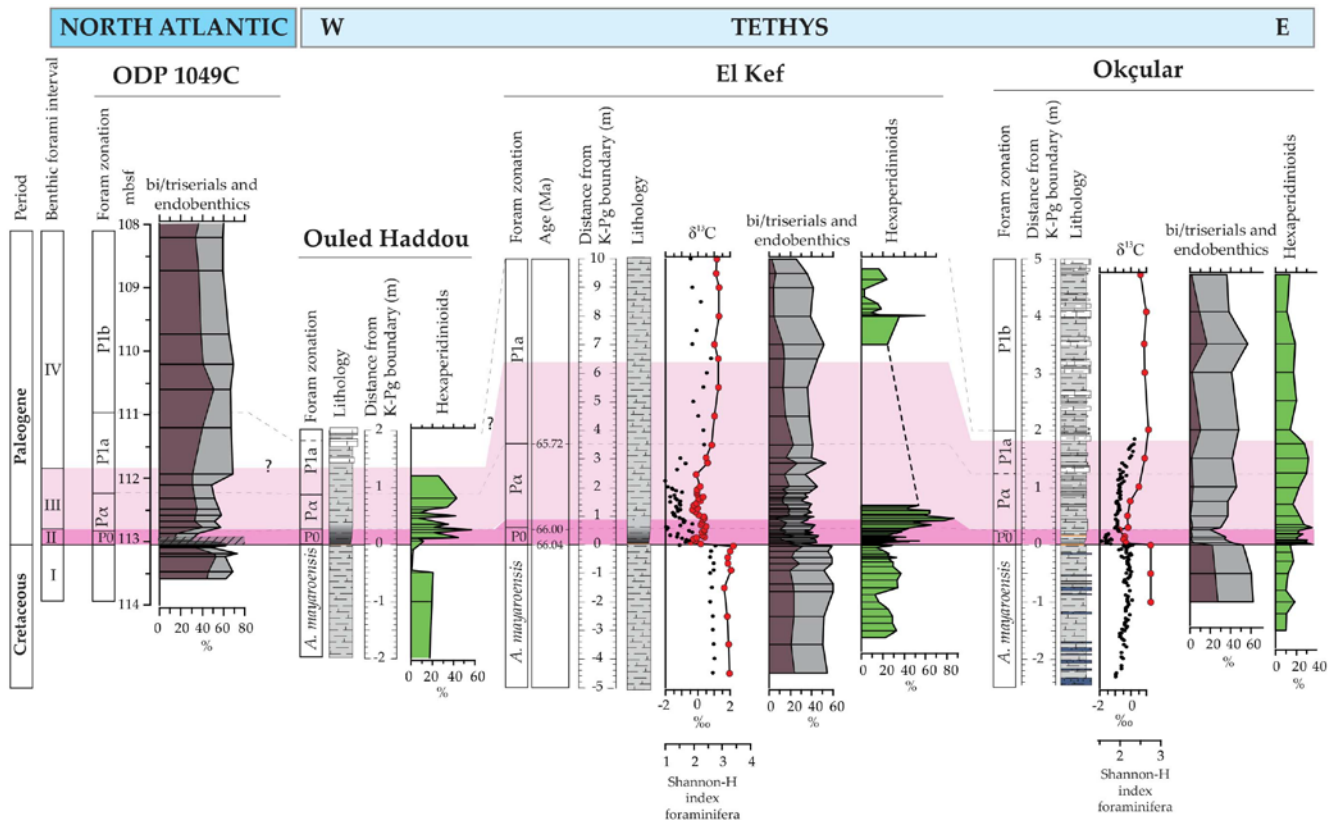 NORTH ATLANTIC
W TETHYS E
ODP 1049C
El Kef
Okçular
Ouled Haddou
Period
Benthic forami interval
Foram zonation
mbsf
bi/triserials and
endobenthics
0 20 40 60 80
108
109
110
111
112
113
114
Paleogene
Cretaceous
IV
III
II
I
P1b
P1a
Pα
P0
0 20 40 60 80
%
?
Foram zonation
Lithology
Distance from
K-Pg boundary (m)
Hexaperidinioids
P1a
Pα
P0
A. mayaroensis
2
1
0
-1
-2
0 20 40 60
%
?
Foram zonation
Age (Ma)
Distance from
K-Pg boundary (m)
Lithology
δ¹³C
bi/triserials and
endobenthics
Hexaperidinioids
P1a
Pα
P0
A. mayaroensis
65.72
66.00
66.04
10
9
8
7
6
5
4
3
2
1
0
-1
-2
-3
-4
-5
-2 0 2
‰
1 2 3 4
Shannon-H
index
foraminifera
0 20 40 60
%
0 20 40 60 80
%
Foram zonation
Distance from
K-Pg boundary (m)
Lithology
δ¹³C
bi/triserials and
endobenthics
Hexaperidinioids
P1b
P1a
Pα
P0
A. mayaroensis
5
4
3
2
1
0
-1
-2
-2 0
‰
2 3
Shannon-H
index
foraminifera
0 20 40 60
%
0 10 20 30 40
%